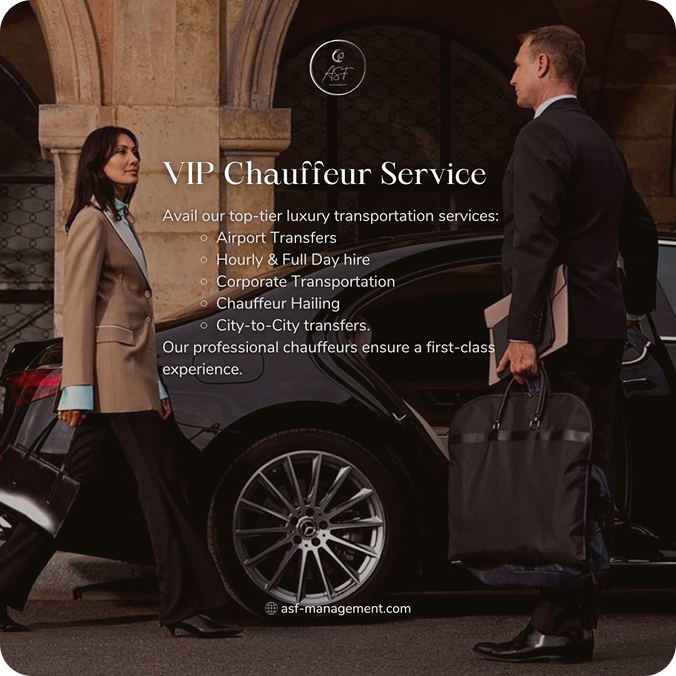 ASF
VIP Chauffeur Service
Avail our top-tier luxury transportation services:
Airport Transfers
Hourly & Full Day hire
Corporate Transportation
Chauffeur Hailing
City-to-City transfers.
Our professional chauffeurs ensure a first-class
experience.
asf-management.com